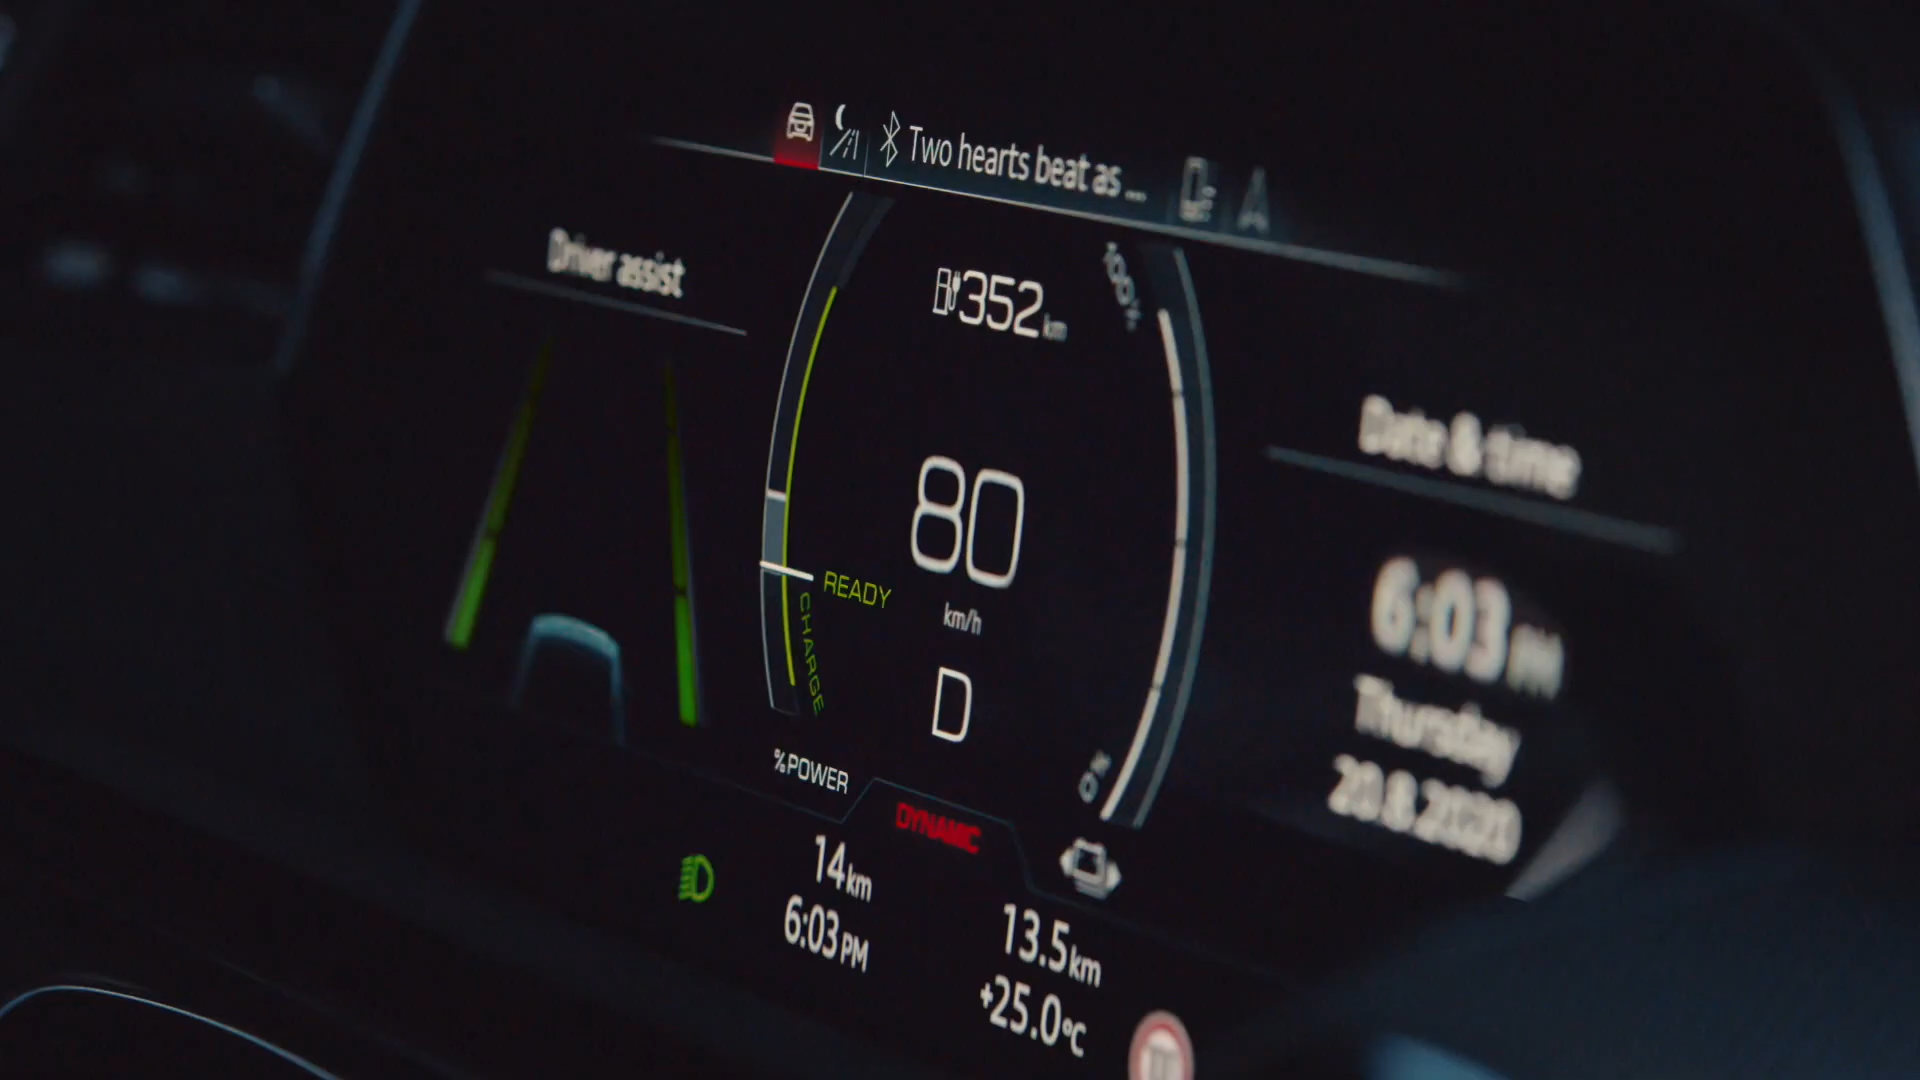 Two hearts beat as ...
Driver assist
352 km
100%
Date & time
80
km/h
READY
CHARGE
6:03 PM
Thursday
20.8.2020
D
0%
%POWER
DYNAMIC
14 km
6:03 PM
13.5 km
+25.0°C